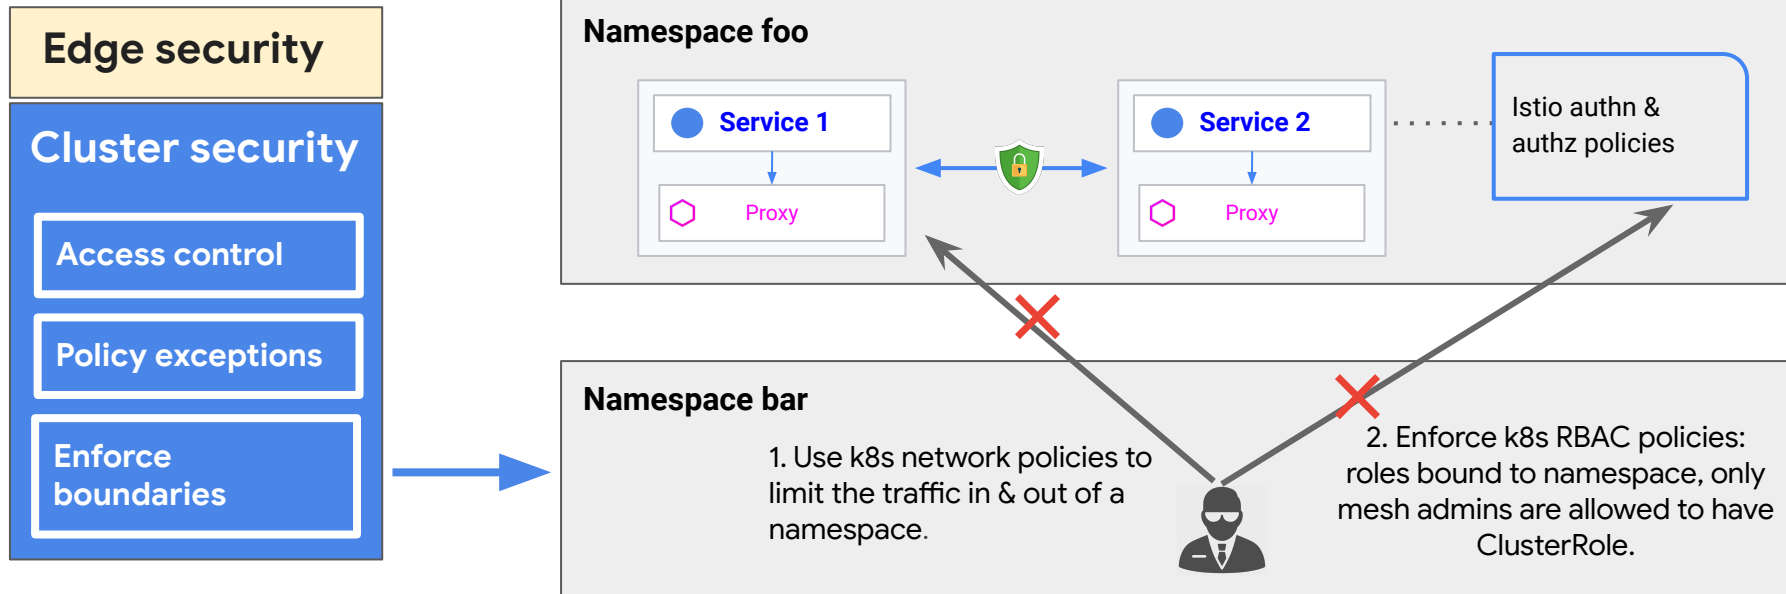 Edge security
Cluster security
Access control
Policy exceptions
Enforce
boundaries
Namespace foo
Service 1
Proxy
Service 2
Proxy
Istio authn &
authz policies
Namespace bar
1. Use k8s network policies to
limit the traffic in & out of a
namespace.
2. Enforce k8s RBAC policies:
roles bound to namespace, only
mesh admins are allowed to have
ClusterRole.